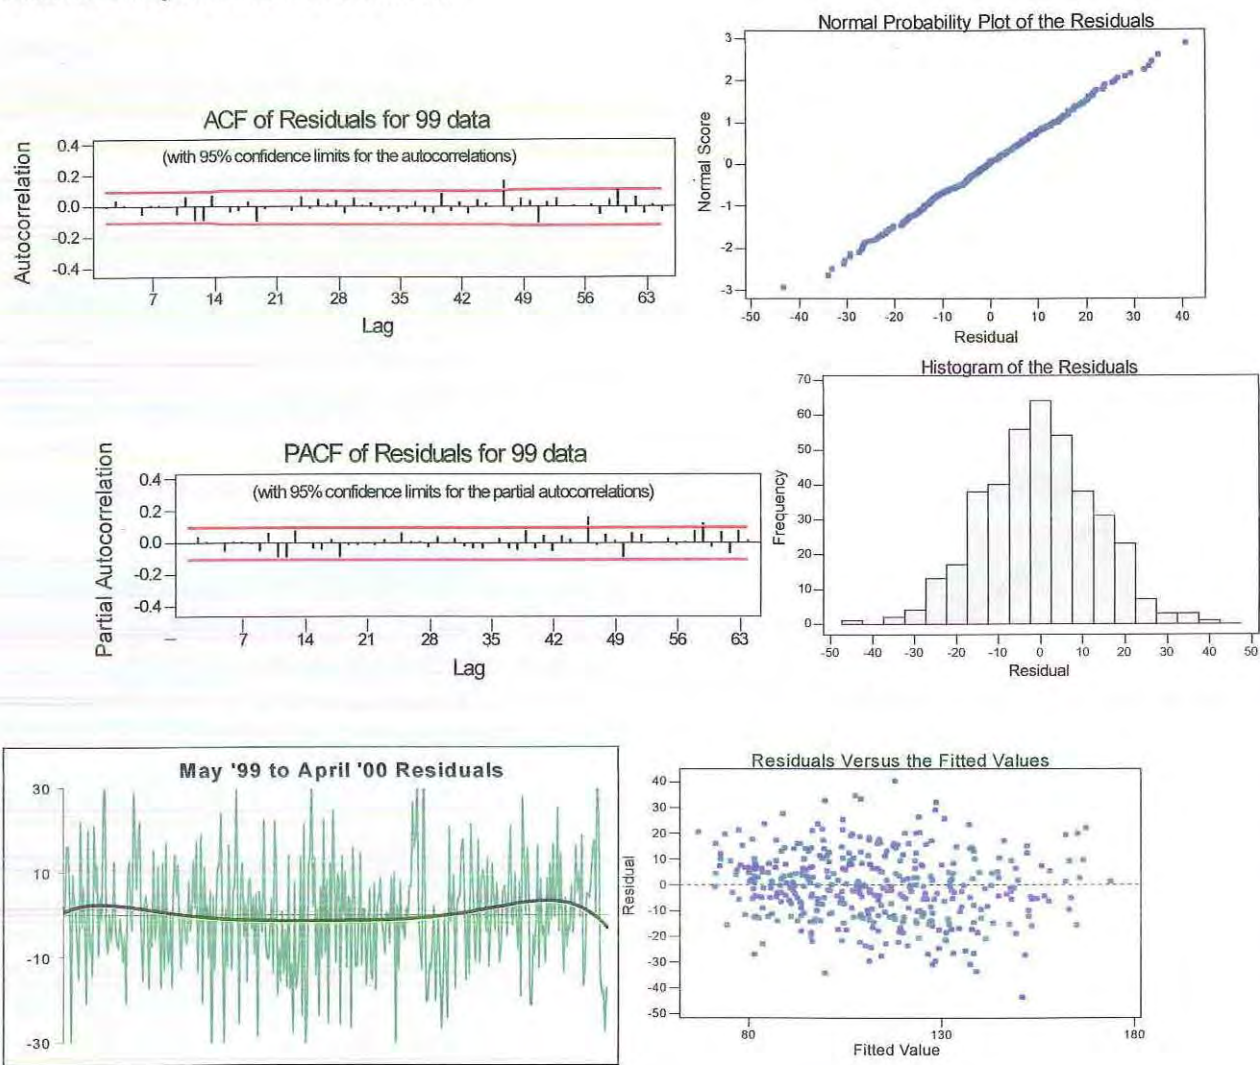 Normal Probability Plot of the Residuals
3
2
1
0
-1
-2
-3
Normal Score
-50 -40 -30 -20 -10 0 10 20 30 40
Residual
ACF of Residuals for 99 data
(with 95% confidence limits for the autocorrelations)
Autocorrelation
0.4
0.2
0.0
-0.2
-0.4
7 14 21 28 35 42 49 56 63
Lag
Histogram of the Residuals
70
60
50
40
30
20
10
0
Frequency
-50 -40 -30 -20 -10 0 10 20 30 40 50
Residual
PACF of Residuals for 99 data
(with 95% confidence limits for the partial autocorrelations)
Partial Autocorrelation
0.4
0.2
0.0
-0.2
-0.4
7 14 21 28 35 42 49 56 63
Lag
May '99 to April '00 Residuals
30
10
-10
-30
Residuals Versus the Fitted Values
40
30
20
10
0
-10
-20
-30
-40
-50
Residual
80 130 180
Fitted Value